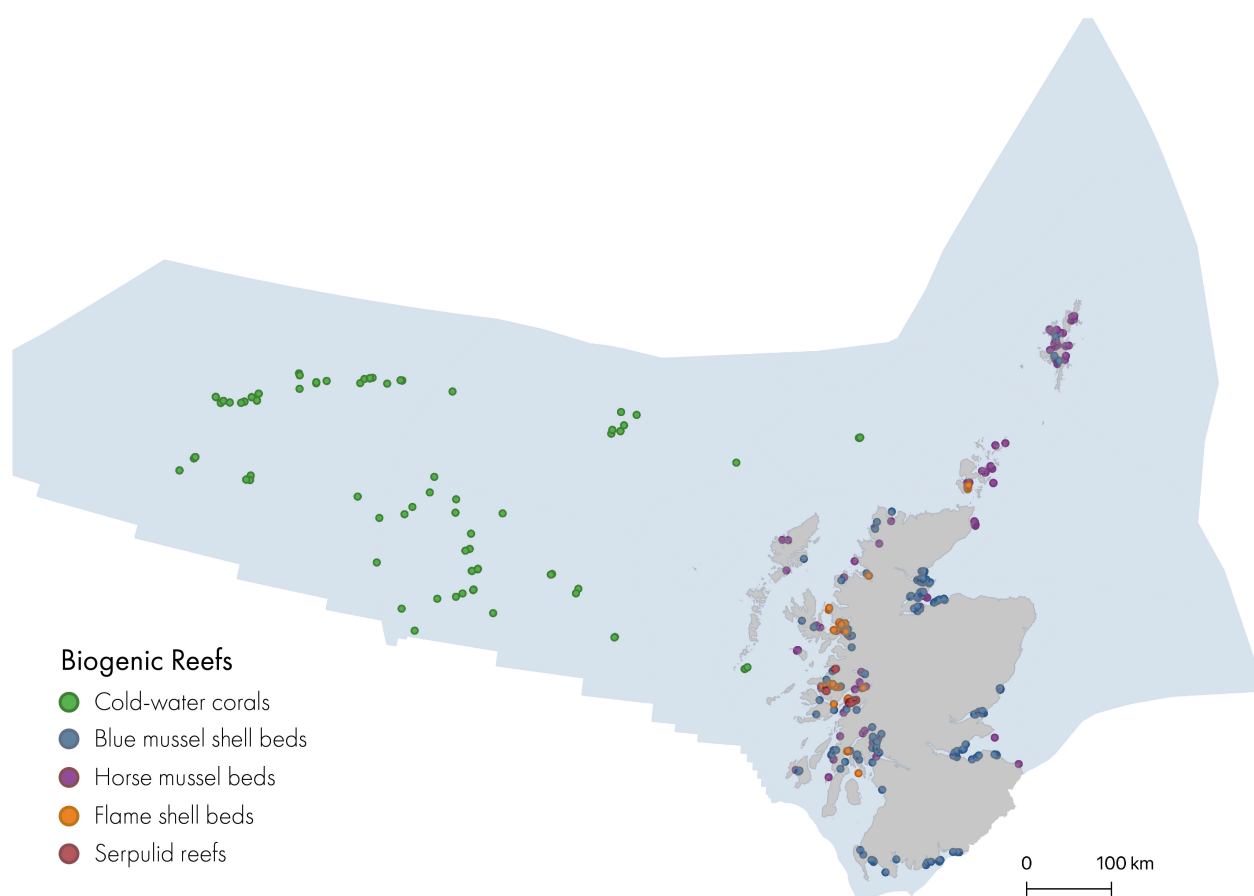 Biogenic Reefs
Cold-water corals
Blue mussel shell beds
Horse mussel beds
Flame shell beds
Serpulid reefs
0 100 km